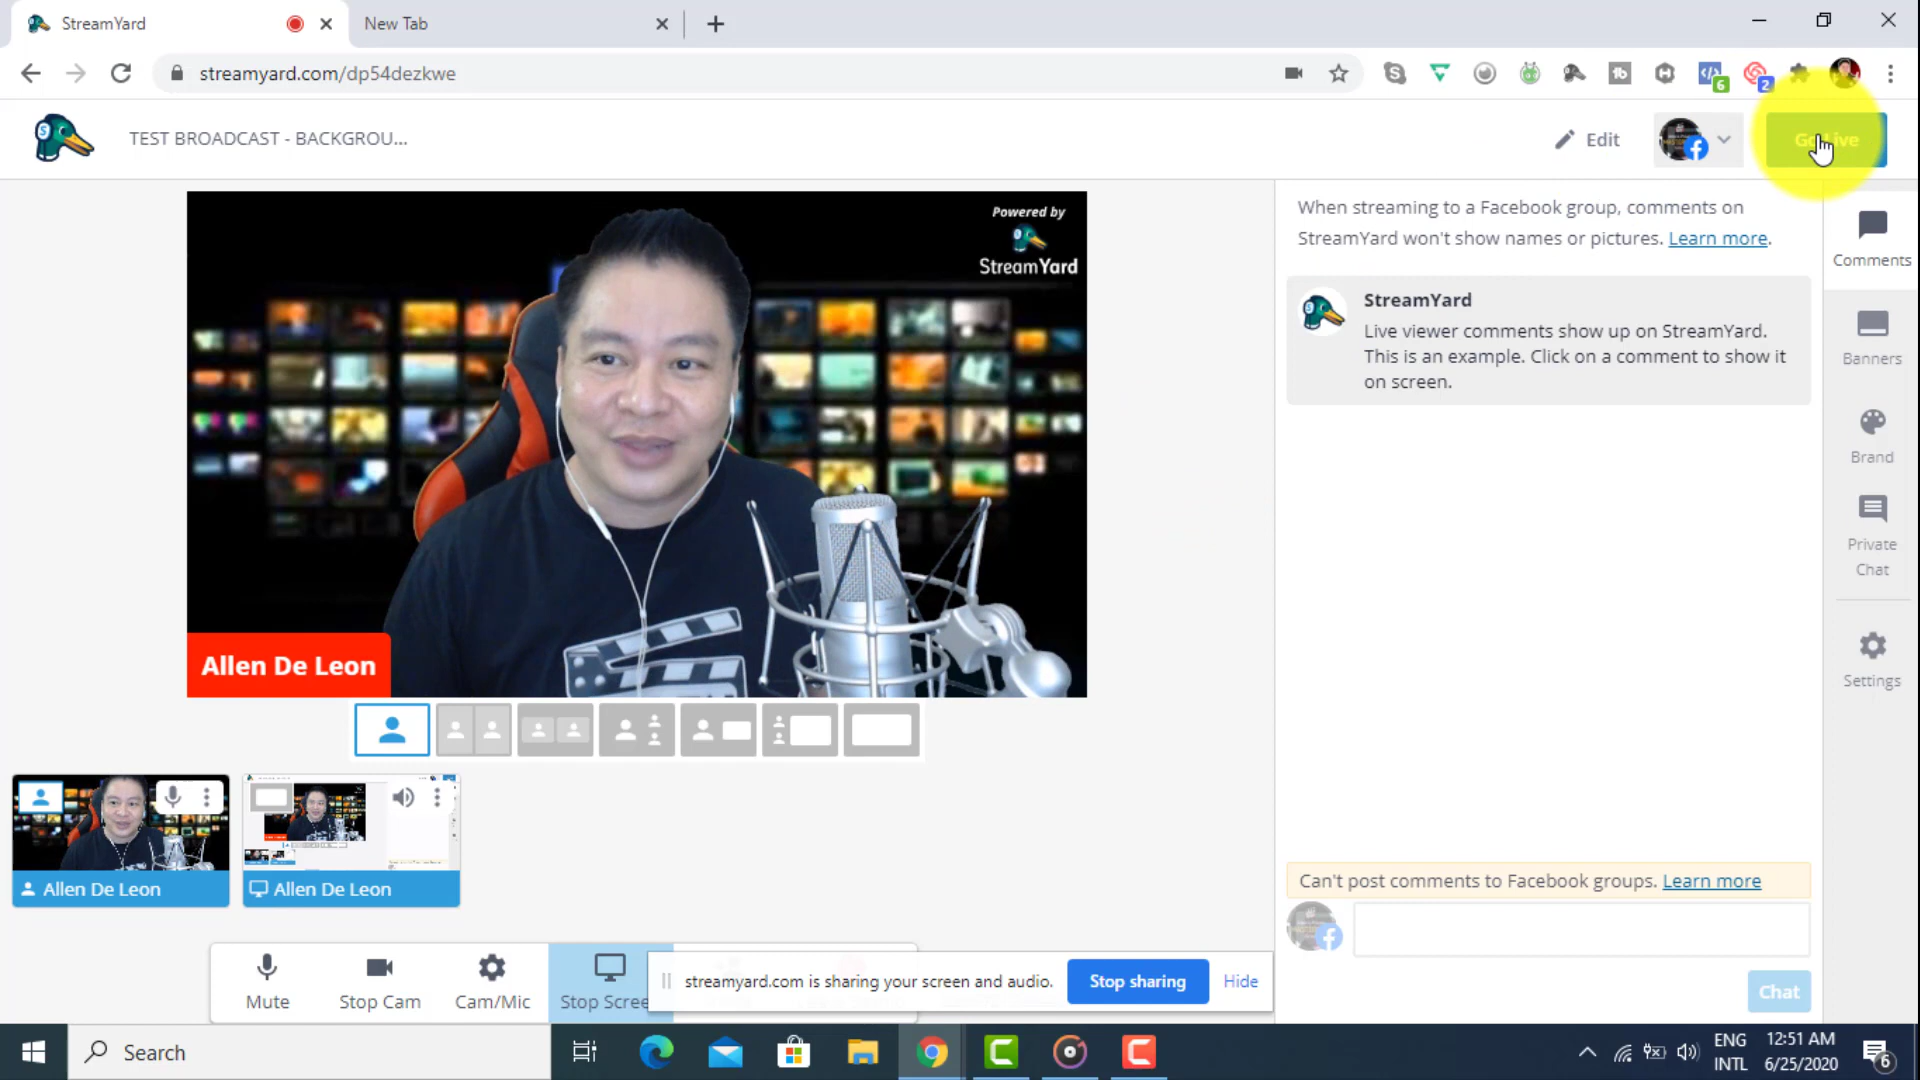 StreamYard
New Tab
streamyard.com/dp54dezkwe
6
2
TEST BROADCAST - BACKGROU...
Edit
Go Live
Powered by
StreamYard
Allen De Leon
When streaming to a Facebook group, comments on
StreamYard won't show names or pictures. Learn more.
StreamYard
Live viewer comments show up on StreamYard.
This is an example. Click on a comment to show it
on screen.
Comments
Banners
Brand
Private
Chat
Settings
Allen De Leon
Allen De Leon
Can't post comments to Facebook groups. Learn more
Chat
Mute
Stop Cam
Cam/Mic
Stop Scree
streamyard.com is sharing your screen and audio.
Stop sharing
Hide
Search
ENG
INTL
12:51 AM
6/25/2020
6